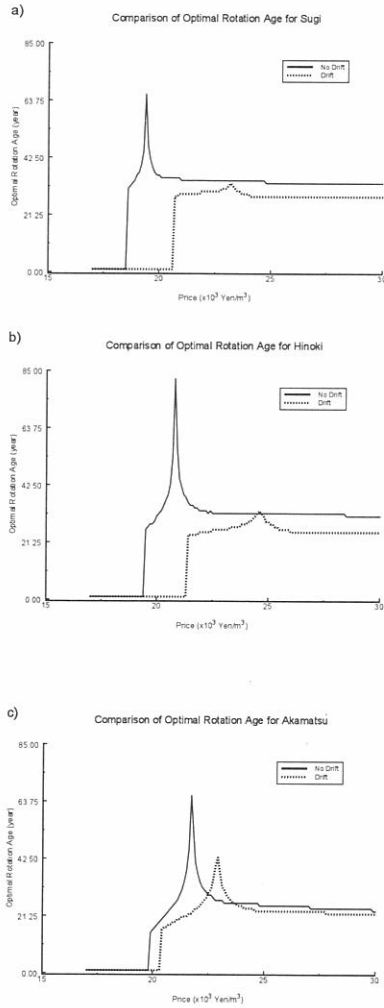 a)
Comparison of Optimal Rotation Age for Sugi
No Drift
Drift
Optimal Rotation Age (year)
85.00
63.75
42.50
21.25
0.00
15
20
25
30
Price (x10³ Yen/m³)
b)
Comparison of Optimal Rotation Age for Hinoki
No Drift
Drift
Optimal Rotation Age (year)
85.00
63.75
42 50
21 25
0 00
15
20
25
30
Price (x10³ Yen/m³)
c)
Comparison of Optimal Rotation Age for Akamatsu
No Drift
Drift
Optimal Rotation Age (year)
85.00
63.75
42 50
21.25
0.00
15
20
25
30
Price (x10³ Yen/m³)